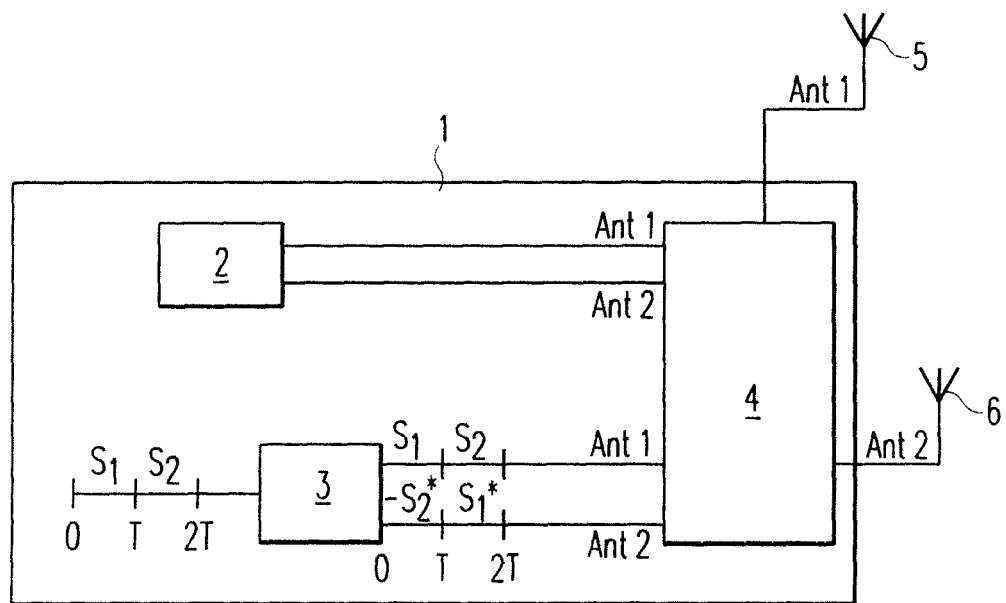 5
Ant 1
1
Ant 1
2
Ant 2
4
6
S1 S2
S1 S2 Ant 1
Ant 2
3
-S2* S1*
0 T 2T
0 T 2T
Ant 2